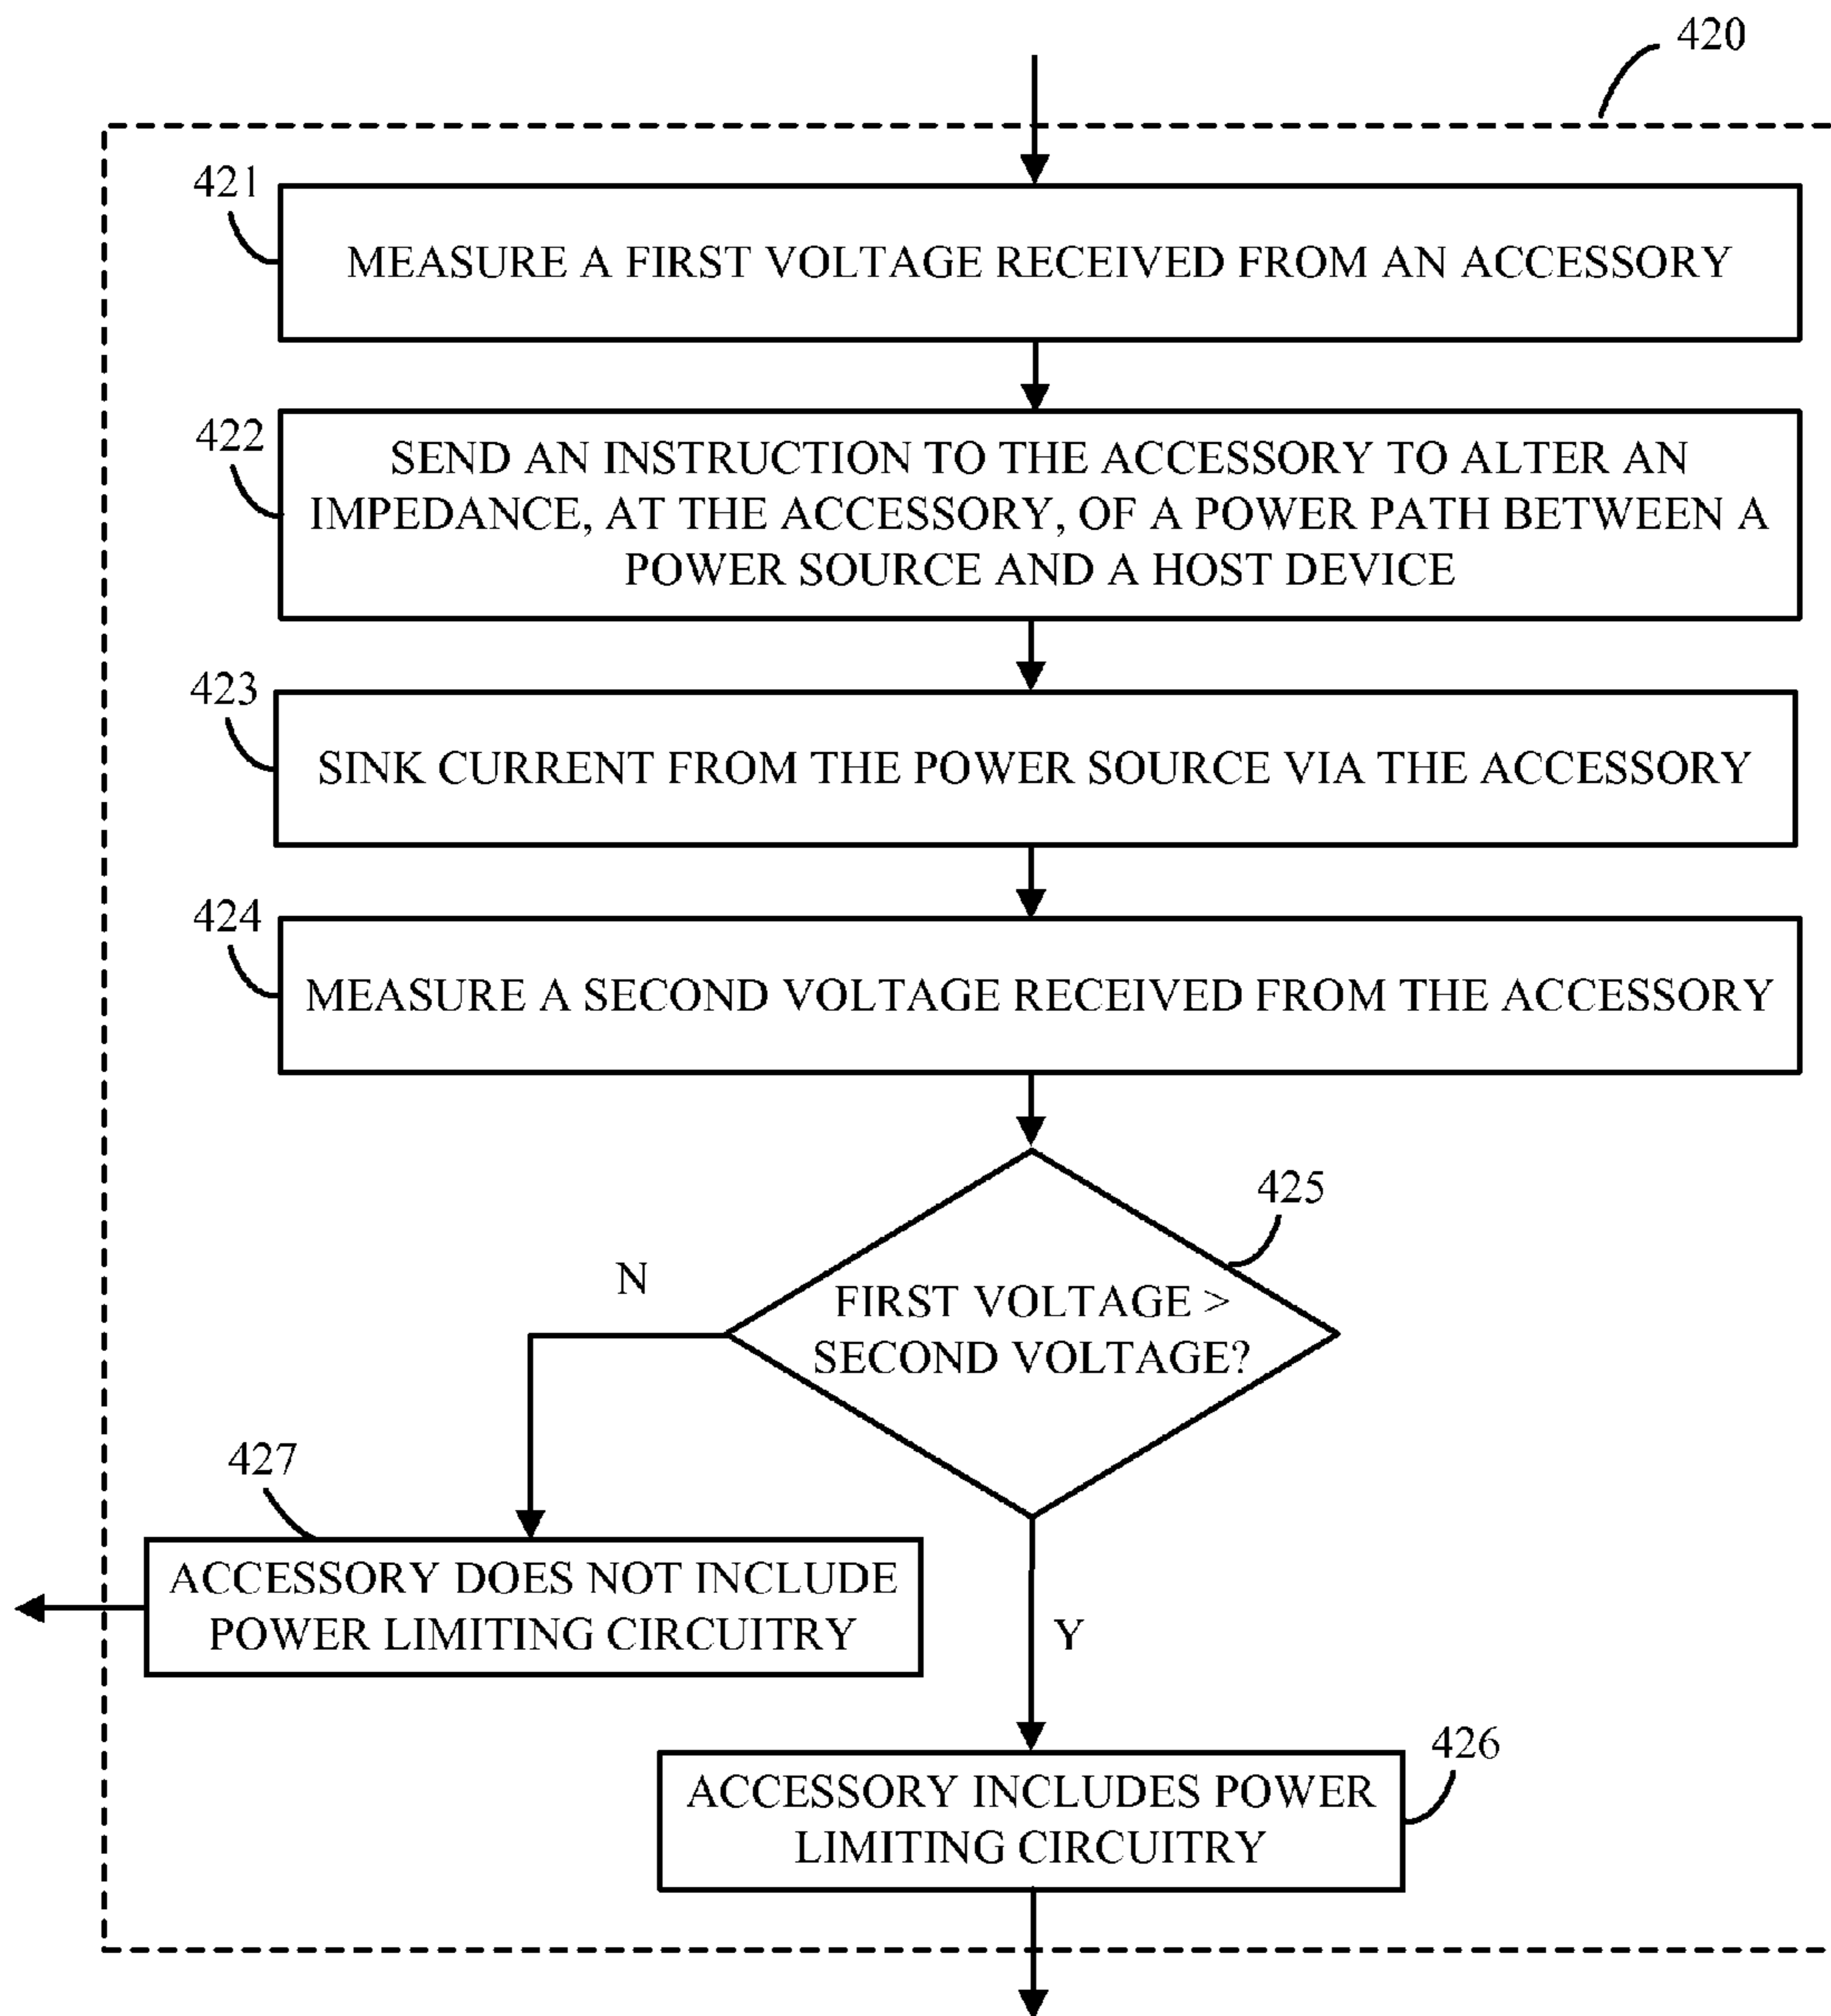 420
421
MEASURE A FIRST VOLTAGE RECEIVED FROM AN ACCESSORY
422
SEND AN INSTRUCTION TO THE ACCESSORY TO ALTER AN
IMPEDANCE, AT THE ACCESSORY, OF A POWER PATH BETWEEN A
POWER SOURCE AND A HOST DEVICE
423
SINK CURRENT FROM THE POWER SOURCE VIA THE ACCESSORY
424
MEASURE A SECOND VOLTAGE RECEIVED FROM THE ACCESSORY
425
FIRST VOLTAGE >
SECOND VOLTAGE?
N
427
ACCESSORY DOES NOT INCLUDE
POWER LIMITING CIRCUITRY
Y
426
ACCESSORY INCLUDES POWER
LIMITING CIRCUITRY